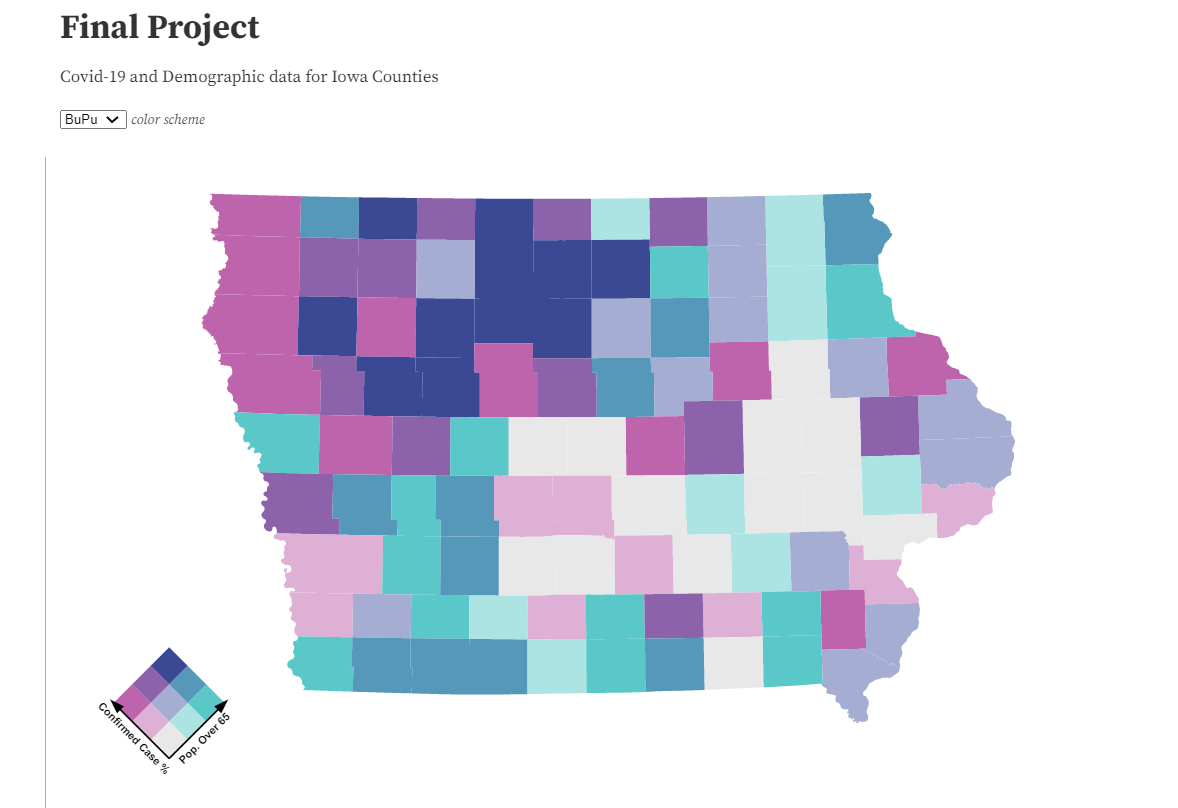 Final Project
Covid-19 and Demographic data for Iowa Counties
BuPu color scheme
Confirmed Case %
Pop. Over 65